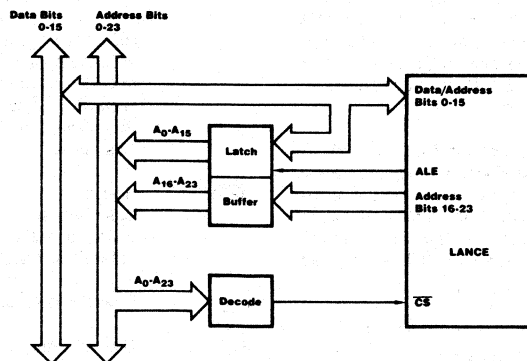 Data Bits
0-15
Address Bits
0-23
Data/Address
Bits 0-15
A0-A15
Latch
ALE
A16-A23
Buffer
Address
Bits 16-23
LANCE
A0-A23
Decode
CS